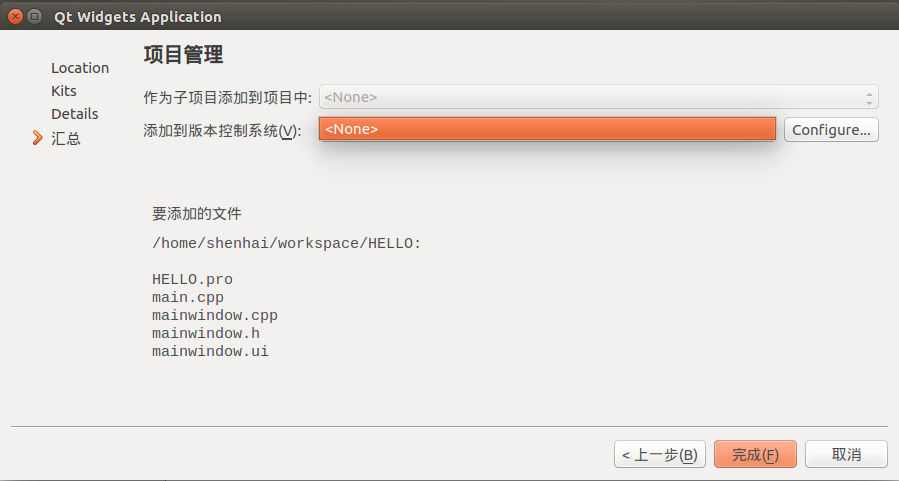 Qt Widgets Application
项目管理
Location
Kits
Details
汇总
作为子项目添加到项目中: <None>
添加到版本控制系统(V): <None> Configure...
要添加的文件
/home/shenhai/workspace/HELLO:
HELLO.pro
main.cpp
mainwindow.cpp
mainwindow.h
mainwindow.ui
< 上一步(B) 完成(F) 取消